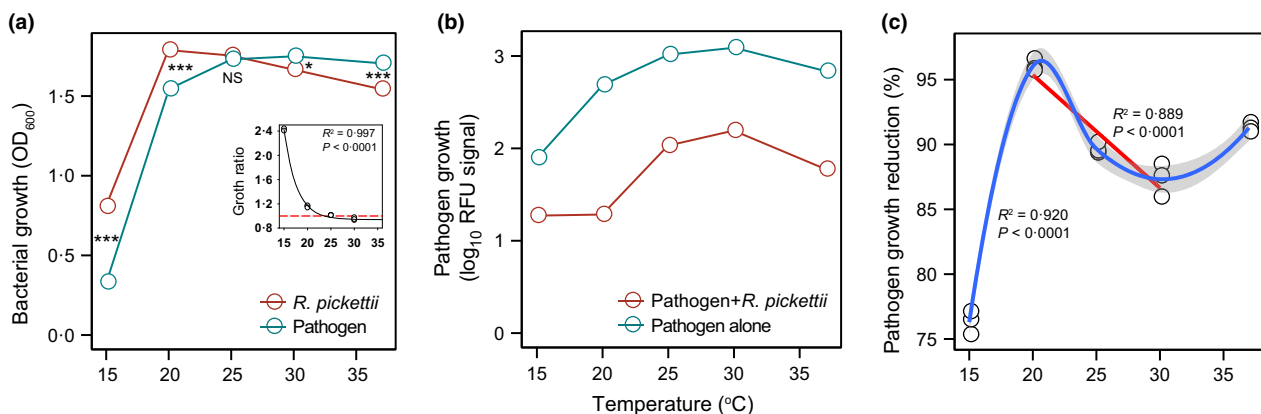 (a)
Bacterial growth (OD600)
1·5
1·0
0·5
0·0
15
20
25
30
35
***
***
NS
*
***
Groth ratio
2·4
2·0
1·6
1·2
0·8
15 20 25 30 35
R² = 0·997
P < 0·0001
R. pickettii
Pathogen
(b)
Pathogen growth
(log10 RFU signal)
3
2
1
0
15 20 25 30 35
Pathogen+R. pickettii
Pathogen alone
Temperature (°C)
(c)
Pathogen growth reduction (%)
95
90
85
80
75
15 20 25 30 35
R² = 0·889
P < 0·0001
R² = 0·920
P < 0·0001